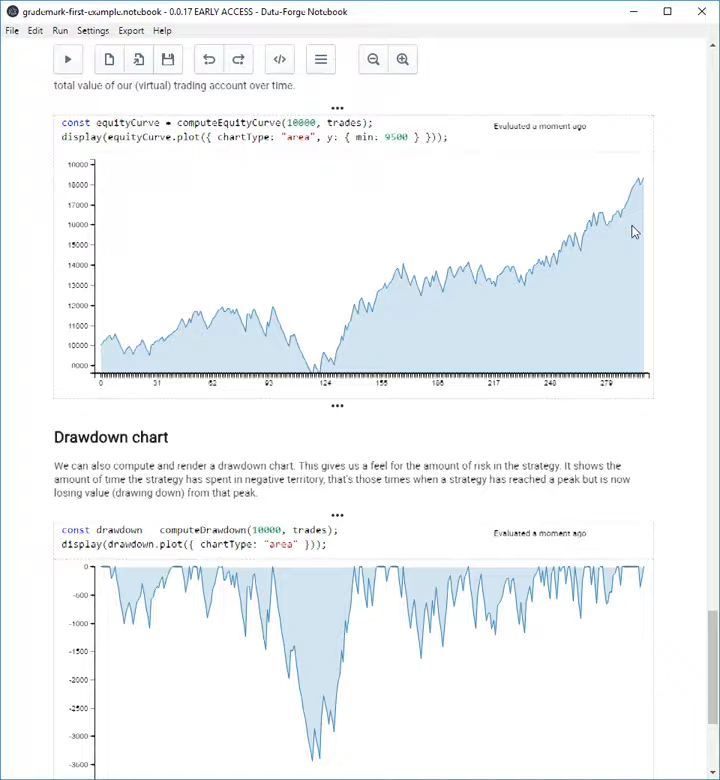 grademark-first-example.notebook - 0.0.17 EARLY ACCESS - Data-Forge Notebook
File Edit Run Settings Export Help
total value of our (virtual) trading account over time.
const equityCurve = computeEquityCurve(10000, trades);
Evaluated a moment ago
display(equityCurve.plot({ chartType: "area", y: { min: 9500 } }));
18000
17000
16000
15000
14000
13000
12000
11000
10000
0 31 62 93 124 155 186 217 248 279
Drawdown chart
We can also compute and render a drawdown chart. This gives us a feel for the amount of risk in the strategy. It shows the
amount of time the strategy has spent in negative territory, that's those times when a strategy has reached a peak but is now
losing value (drawing down) from that peak.
const drawdown computeDrawdown(10000, trades);
Evaluated a moment ago
display(drawdown.plot({ chartType: "area" }));
0
-500
-1000
-1500
-2000
-2500
-3000
-3500